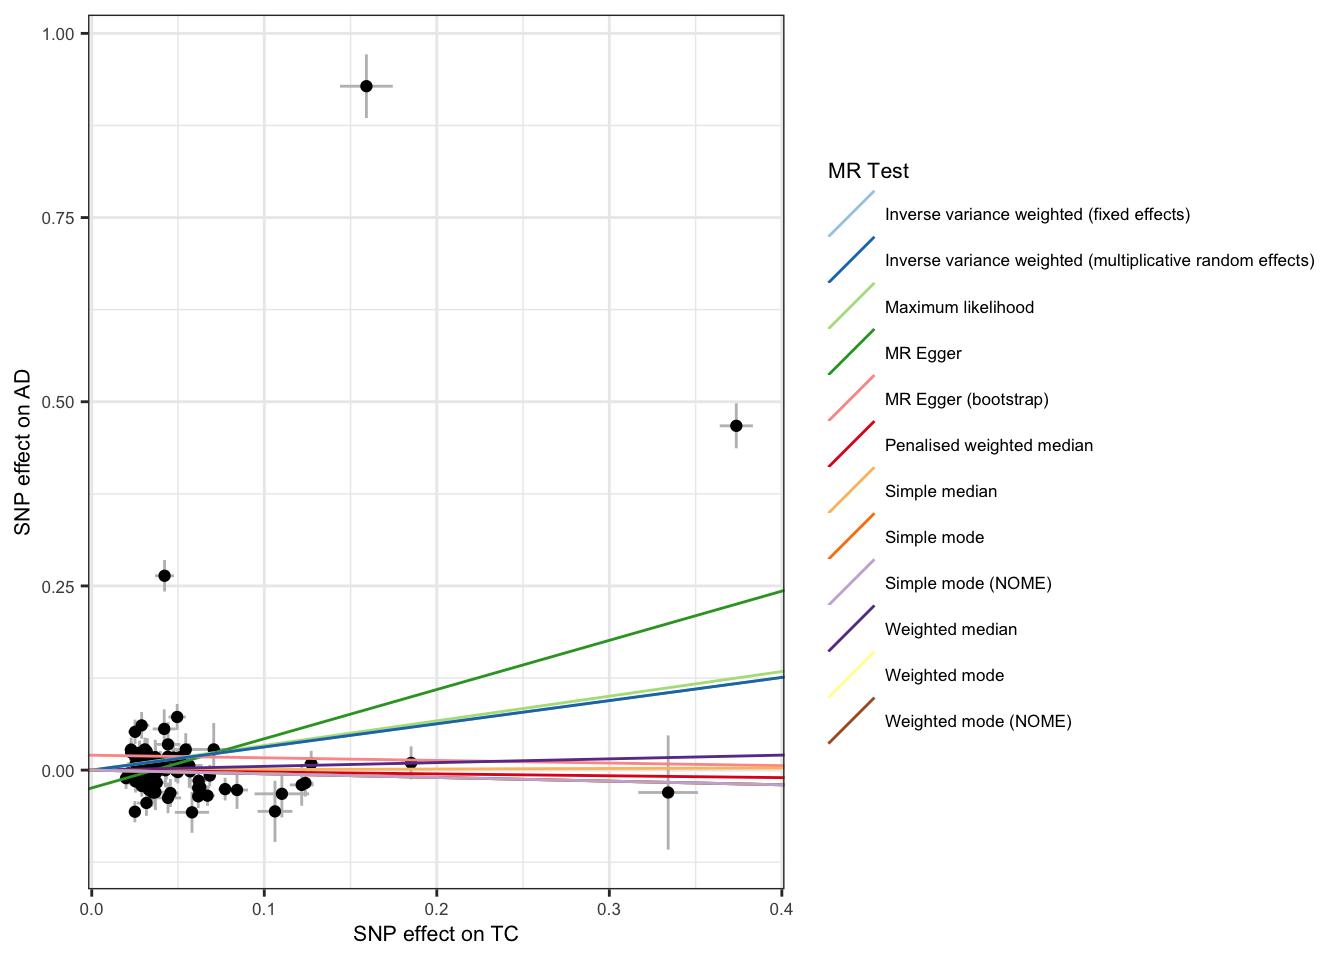 1.00
0.75
0.50
0.25
0.00
SNP effect on AD
0.0
0.1
0.2
0.3
0.4
SNP effect on TC
MR Test
Inverse variance weighted (fixed effects)
Inverse variance weighted (multiplicative random effects)
Maximum likelihood
MR Egger
MR Egger (bootstrap)
Penalised weighted median
Simple median
Simple mode
Simple mode (NOME)
Weighted median
Weighted mode
Weighted mode (NOME)